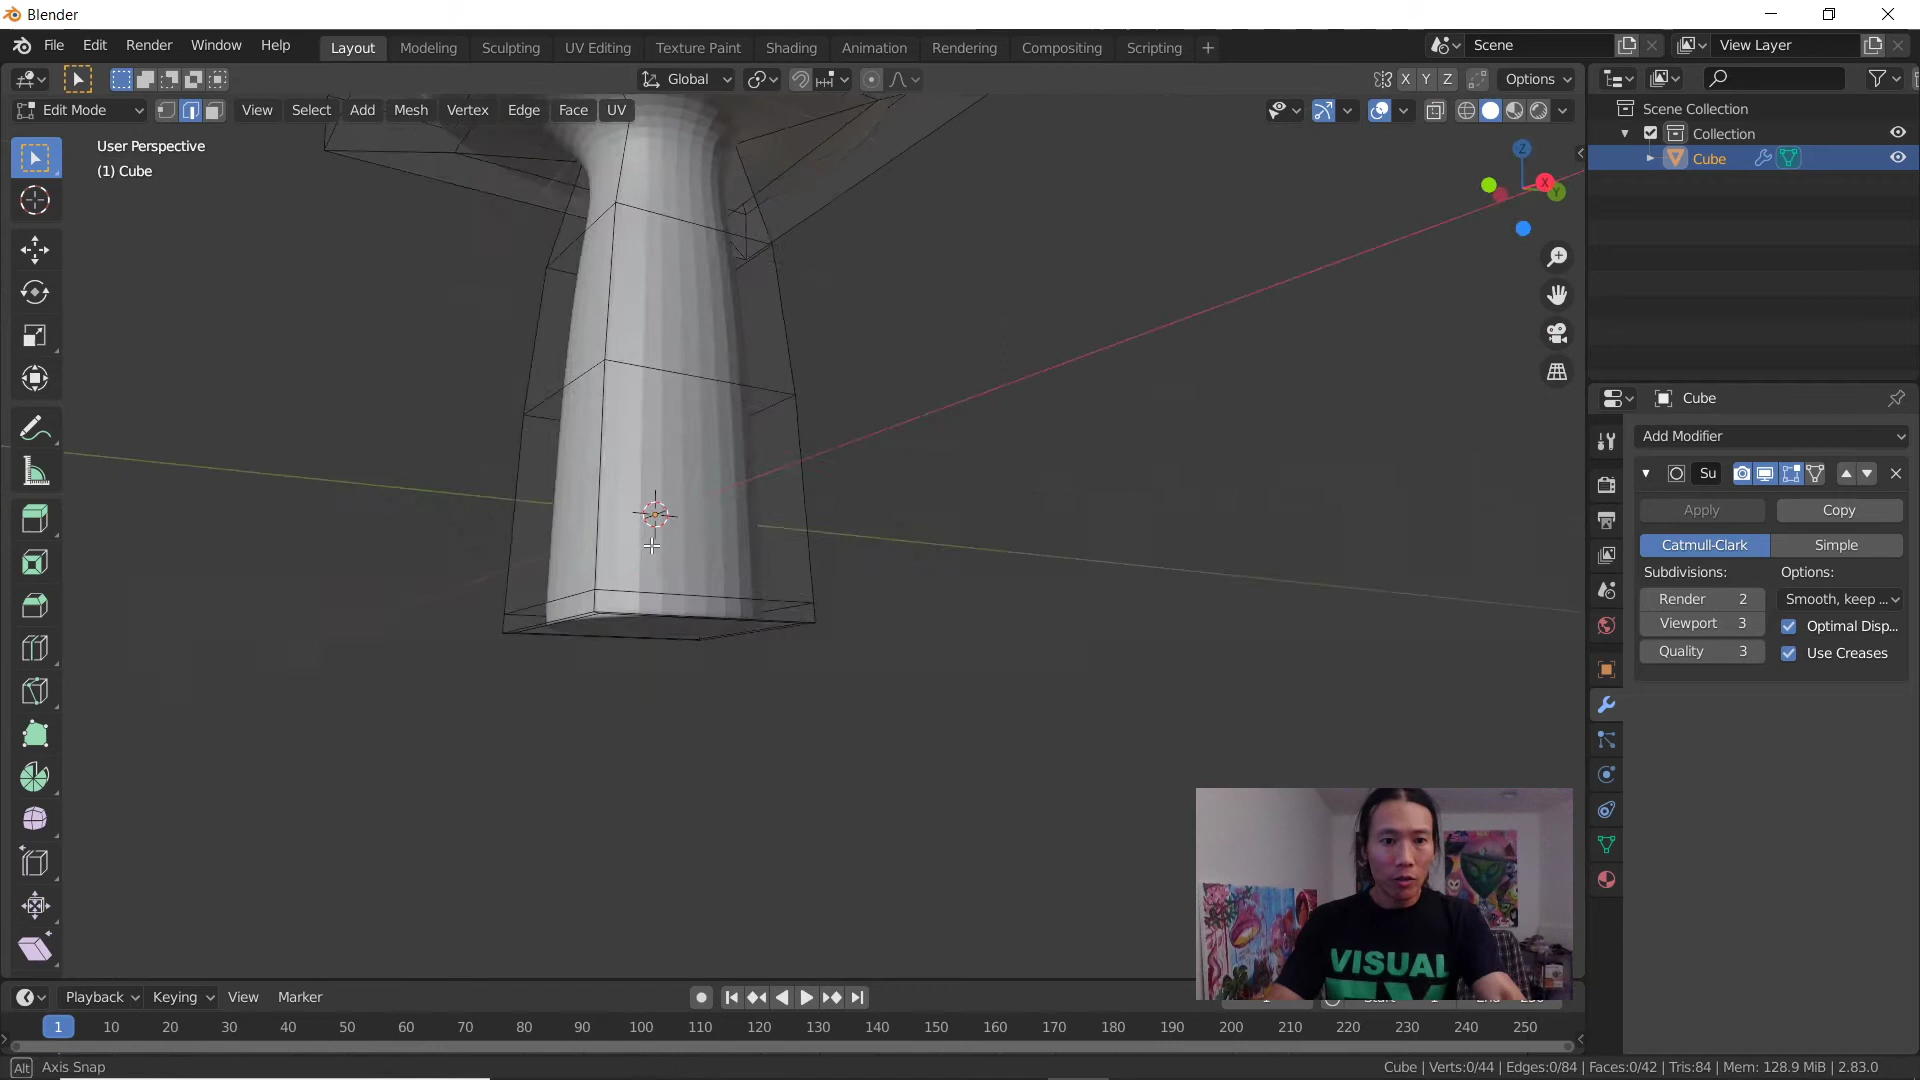 Blender
File Edit Render Window Help
Layout Modeling Sculpting UV Editing Texture Paint Shading Animation Rendering Compositing Scripting +
Scene
View Layer
Global
X Y Z
Options
Edit Mode
View Select Add Mesh Vertex Edge Face UV
User Perspective
(1) Cube
Z
X
Y
Scene Collection
Collection
Cube
Cube
Add Modifier
Su
Apply
Copy
Catmull-Clark
Simple
Subdivisions:
Options:
Render 2
Smooth, keep ...
Viewport 3
Optimal Disp...
Quality 3
Use Creases
VISUAL
Playback Keying View Marker
1 10 20 30 40 50 60 70 80 90 100 110 120 130 140 150 160 170 180 190 200 210 220 230 240 250
Alt Axis Snap
Cube | Verts:0/44 | Edges:0/84 | Faces:0/42 | Tris:84 | Mem: 128.9 MiB | 2.83.0